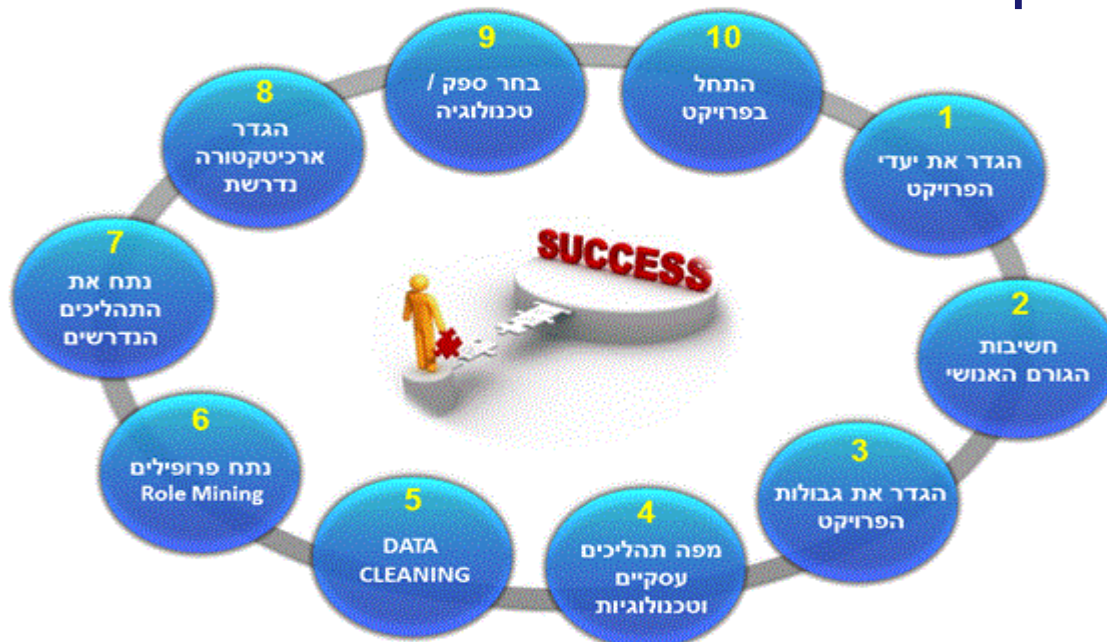 1
הגדר את יעדי
הפרויקט
2
חשיבות
הגורם האנושי
3
הגדר את גבולות
הפרויקט
4
מפה תהליכים
עסקיים
וטכנולוגיות
5
DATA
CLEANING
6
נתח פרופילים
Role Mining
7
נתח את
התהליכים
הנדרשים
8
הגדר
ארכיטקטורה
נדרשת
9
בחר ספק /
טכנולוגיה
10
התחל
בפרויקט
SUCCESS